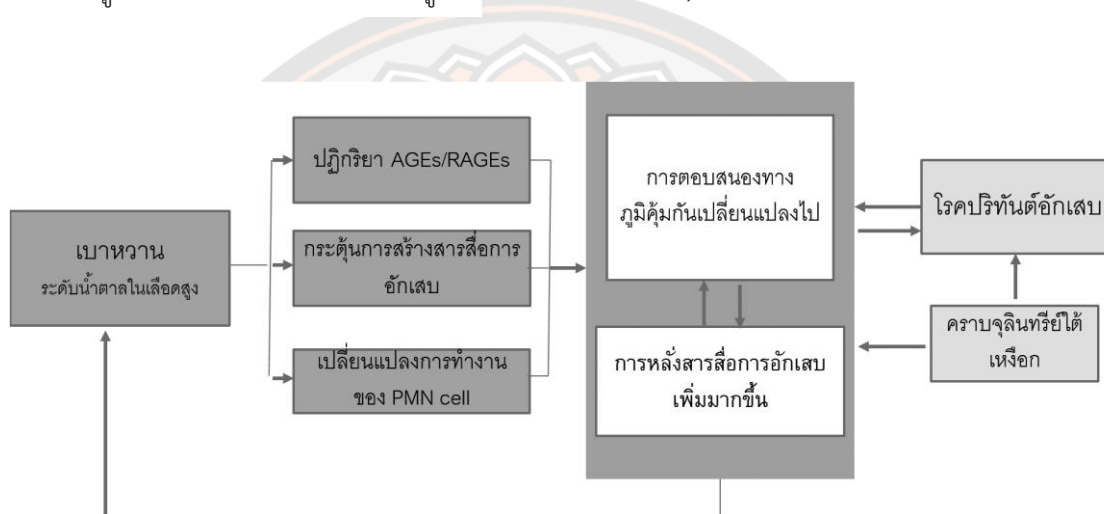 ปฏิกริยา AGEs/RAGEs
การตอบสนองทาง
ภูมิคุ้มกันเปลี่ยนแปลงไป
โรคปริทันต์อักเสบ
เบาหวาน
ระดับน้ำตาลในเลือดสูง
กระตุ้นการสร้างสารสื่อการ
อักเสบ
คราบจุลินทรีย์ใต้
เหงือก
เปลี่ยนแปลงการทำงาน
ของ PMN cell
การหลั่งสารสื่อการอักเสบ
เพิ่มมากขึ้น